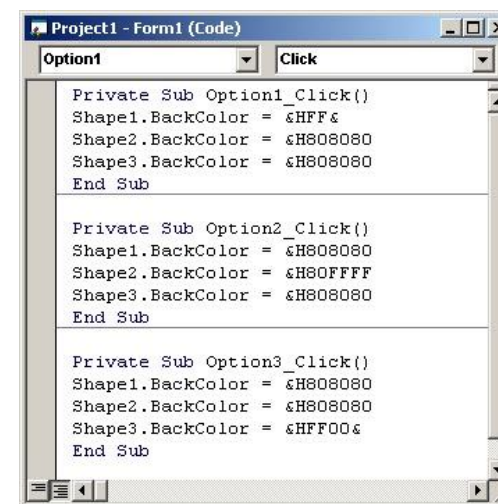 Project1 - Form1 (Code)
Option1 Click
Private Sub Option1_Click()
Shape1.BackColor = &HFF&
Shape2.BackColor = &H808080
Shape3.BackColor = &H808080
End Sub
Private Sub Option2_Click()
Shape1.BackColor = &H808080
Shape2.BackColor = &H80FFFF
Shape3.BackColor = &H808080
End Sub
Private Sub Option3_Click()
Shape1.BackColor = &H808080
Shape2.BackColor = &H808080
Shape3.BackColor = &HFF00&
End Sub